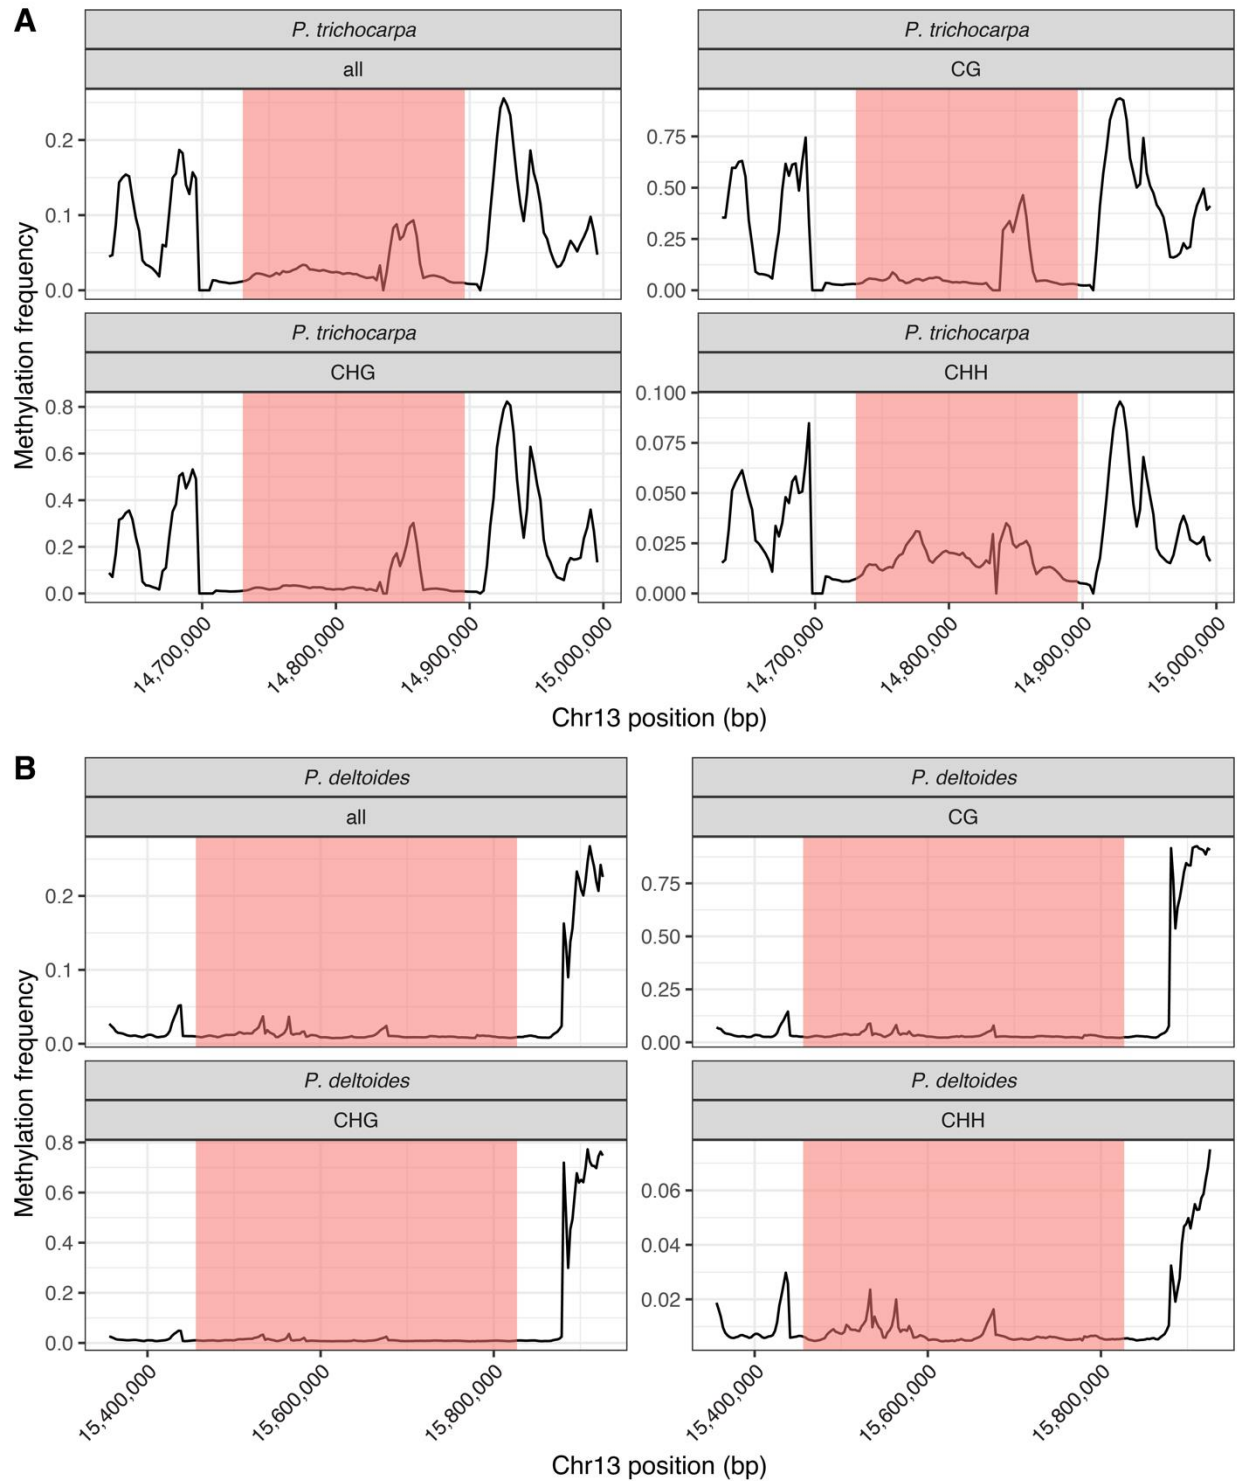 A
P. trichocarpa
all
0.2
0.1
0.0
P. trichocarpa
CG
0.75
0.50
0.25
0.00
P. trichocarpa
CHG
0.8
0.6
0.4
0.2
0.0
14,700,000
14,800,000
14,900,000
15,000,000
P. trichocarpa
CHH
0.100
0.075
0.050
0.025
0.000
14,700,000
14,800,000
14,900,000
15,000,000
Methylation frequency
Chr13 position (bp)
B
P. deltoides
all
0.2
0.1
0.0
P. deltoides
CG
0.75
0.50
0.25
0.00
P. deltoides
CHG
0.8
0.6
0.4
0.2
0.0
15,400,000
15,600,000
15,800,000
P. deltoides
CHH
0.06
0.04
0.02
15,400,000
15,600,000
15,800,000
Methylation frequency
Chr13 position (bp)